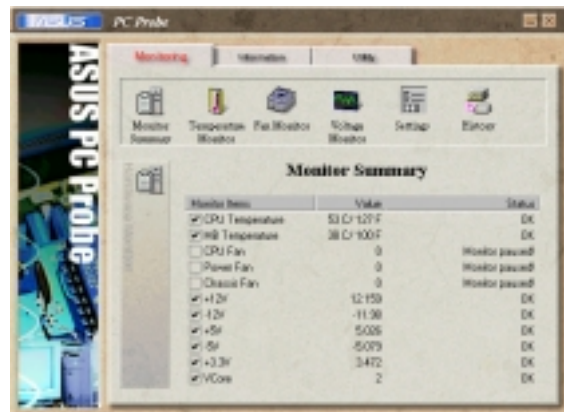 ASUS PC Probe
ASUS PC Probe
Monitoring Information Utility
Monitor Summary
Temperature Monitor
Fan Monitor
Voltage Monitor
Settings
History
Monitor Summary
Monitor Items Value Status
CPU Temperature 53 C/ 127 F OK
MB Temperature 38 C/ 100 F OK
CPU Fan 0 Monitor paused!
Power Fan 0 Monitor paused!
Chassis Fan 0 Monitor paused!
+12V 12.159 OK
-12V -11.98 OK
+5V 5.026 OK
-5V -5.079 OK
+3.3V 3.472 OK
VCore 2 OK